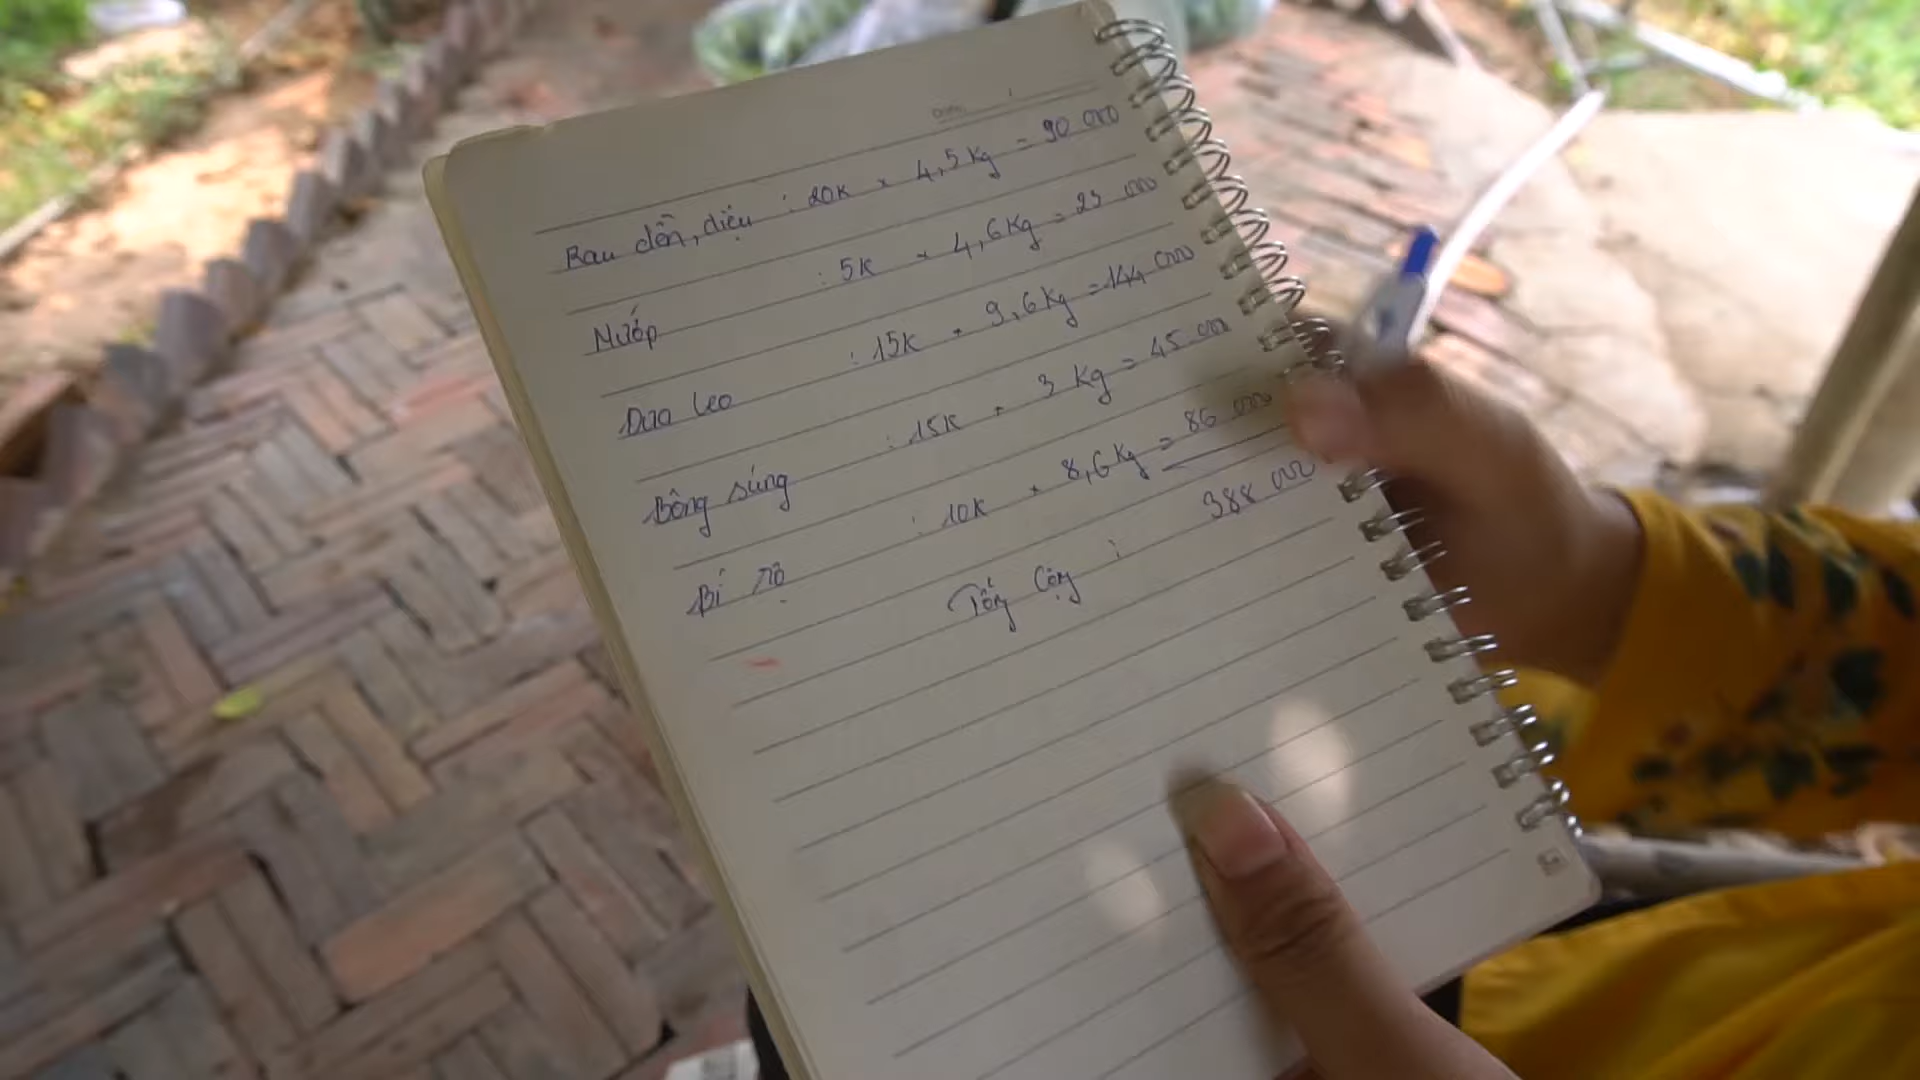 Rau dền, diệu : 20K x 4,5 Kg = 90 000
Mướp : 5K x 4,6 Kg = 23 000
Dưa leo : 15K x 9,6 Kg = 144 000
Bông súng : 15K x 3 Kg = 45 000
Bí rợ : 10K x 8,6 Kg = 86 000
Tổng Cộng : 388 000